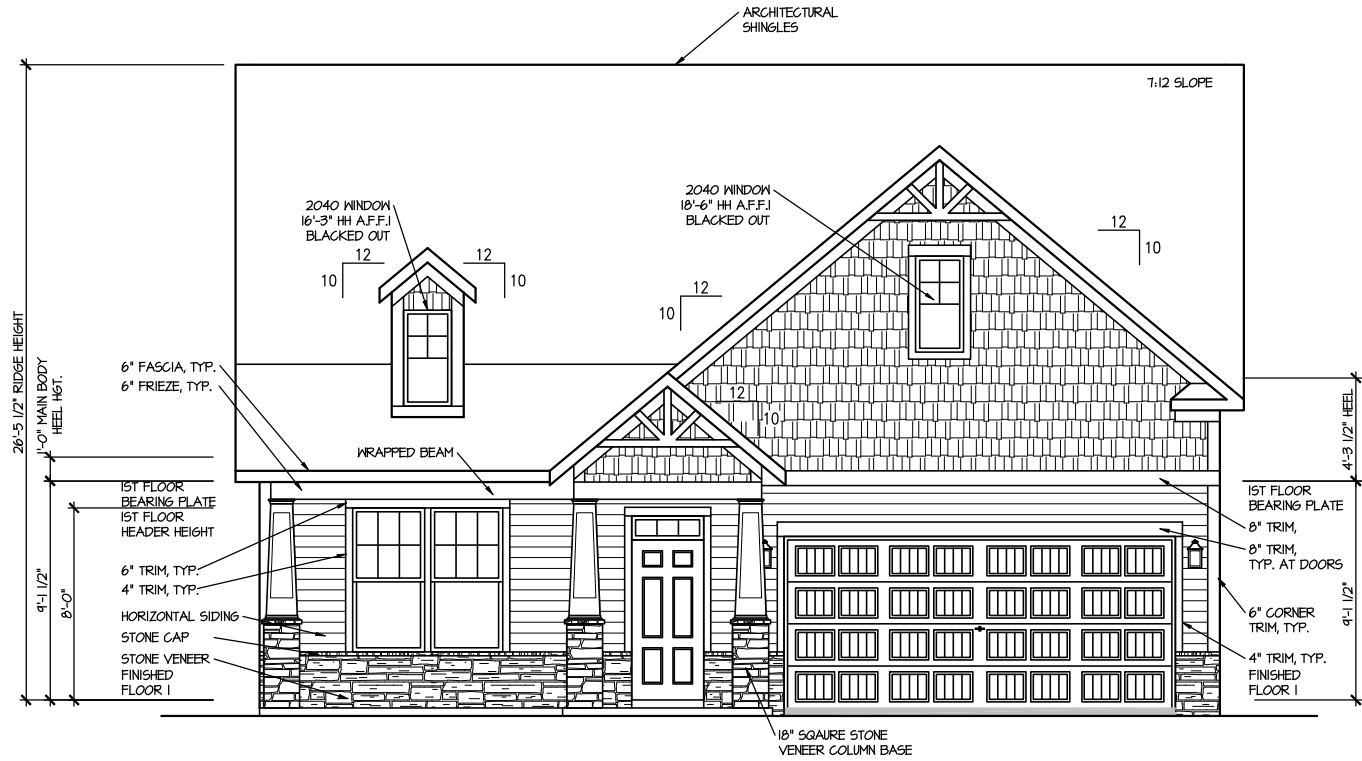 ARCHITECTURAL
SHINGLES
7:12 SLOPE
2040 WINDOW
16'-3" HH A.F.F.1
BLACKED OUT
2040 WINDOW
18'-6" HH A.F.F.1
BLACKED OUT
12
10
12
10
12
10
12
10
12
10
26'-5 1/2" RIDGE HEIGHT
1'-0" MAIN BODY
HEEL HGT.
6" FASCIA, TYP.
6" FRIEZE, TYP.
WRAPPED BEAM
1ST FLOOR
BEARING PLATE
1ST FLOOR
HEADER HEIGHT
9'-1 1/2"
8'-0"
6" TRIM, TYP.
4" TRIM, TYP.
HORIZONTAL SIDING
STONE CAP
STONE VENEER
FINISHED
FLOOR 1
4'-3 1/2" HEEL
1ST FLOOR
BEARING PLATE
8" TRIM,
8" TRIM,
TYP. AT DOORS
9'-1 1/2"
6" CORNER
TRIM, TYP.
4" TRIM, TYP.
FINISHED
FLOOR 1
18" SQAURE STONE
VENEER COLUMN BASE